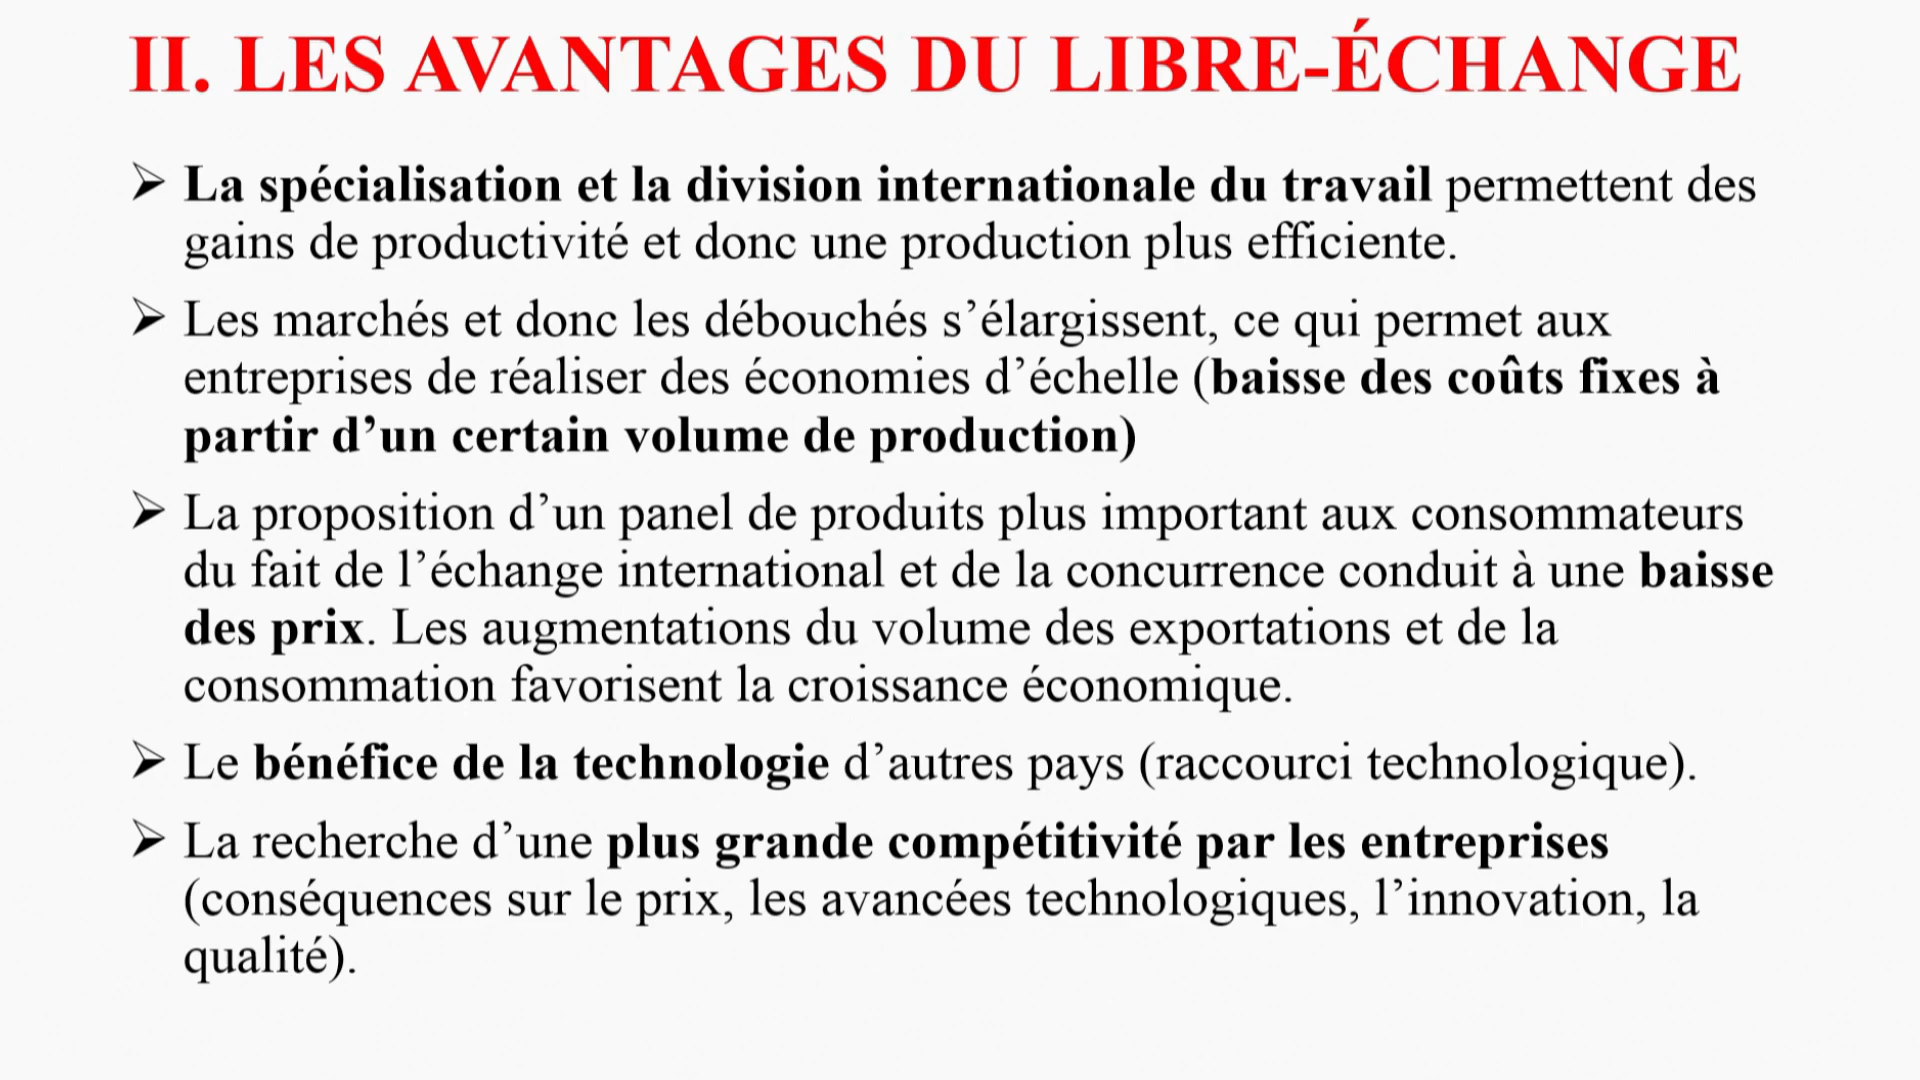 II. LES AVANTAGES DU LIBRE-ÉCHANGE
➢ La spécialisation et la division internationale du travail permettent des
gains de productivité et donc une production plus efficiente.
➢ Les marchés et donc les débouchés s’élargissent, ce qui permet aux
entreprises de réaliser des économies d’échelle (baisse des coûts fixes à
partir d’un certain volume de production)
➢ La proposition d’un panel de produits plus important aux consommateurs
du fait de l’échange international et de la concurrence conduit à une baisse
des prix. Les augmentations du volume des exportations et de la
consommation favorisent la croissance économique.
➢ Le bénéfice de la technologie d’autres pays (raccourci technologique).
➢ La recherche d’une plus grande compétitivité par les entreprises
(conséquences sur le prix, les avancées technologiques, l’innovation, la
qualité).